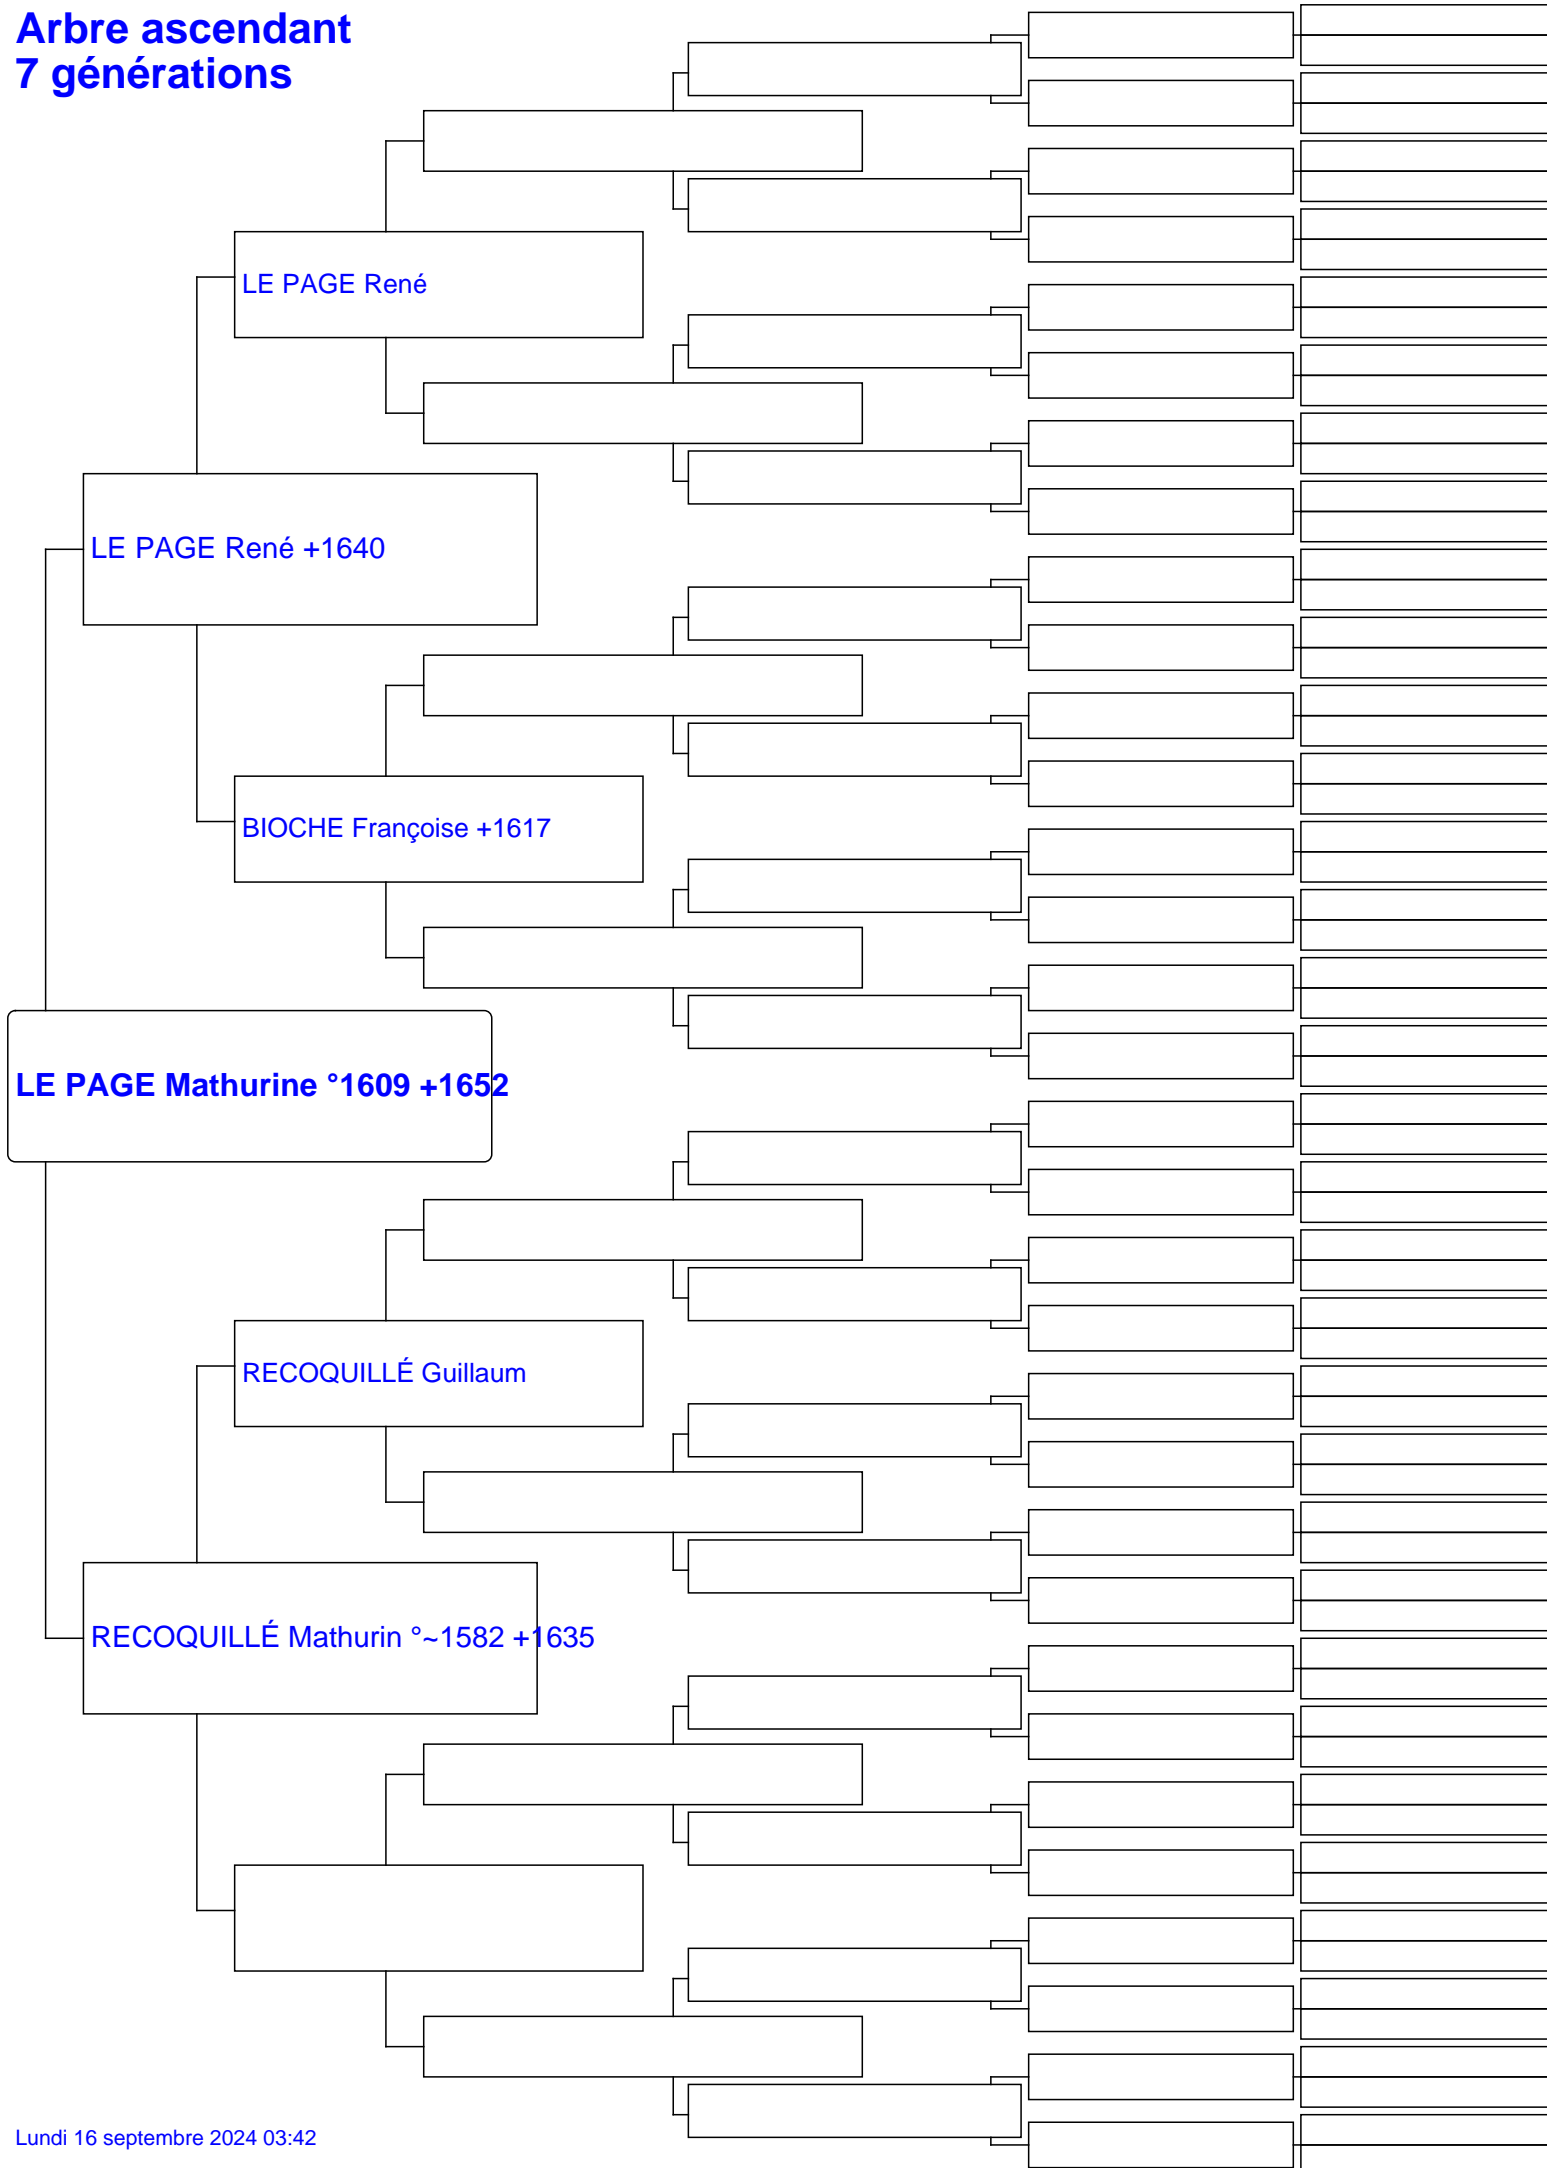 Arbre ascendant
7 générations
LE PAGE René
LE PAGE René +1640
BIOCHE Françoise +1617
LE PAGE Mathurine °1609 +1652
RECOQUILLÉ Guillaum
RECOQUILLÉ Mathurin °~1582 +1635
Lundi 16 septembre 2024 03:42